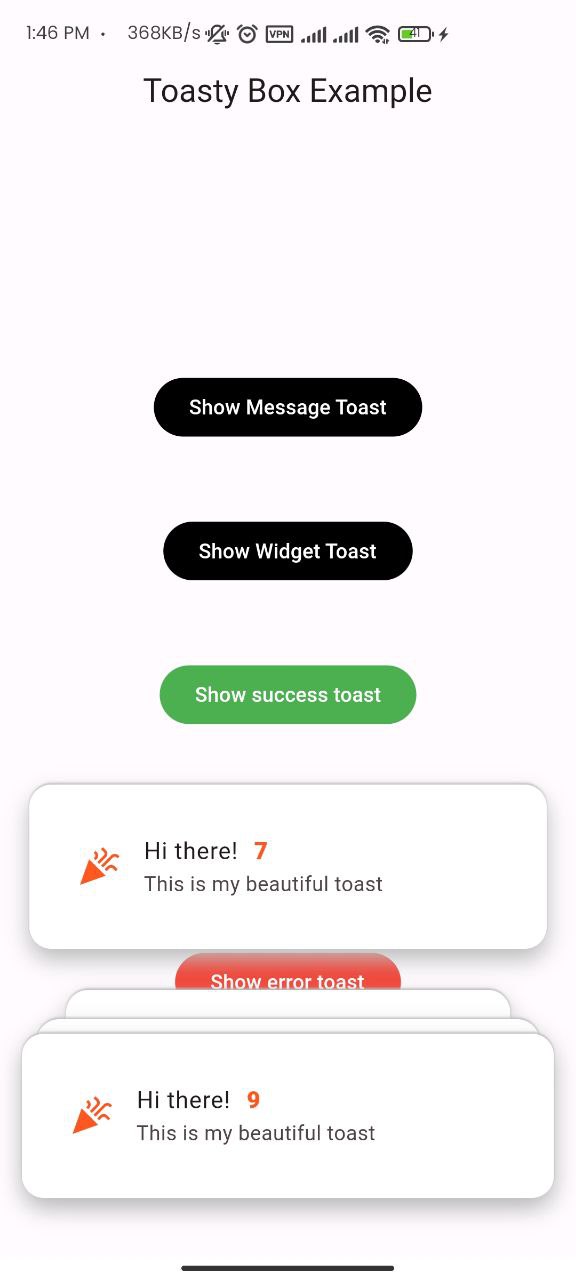 1:46 PM • 368KB/s VPN 41
Toasty Box Example
Show Message Toast
Show Widget Toast
Show success toast
Hi there! 7
This is my beautiful toast
Show error toast
Hi there! 9
This is my beautiful toast